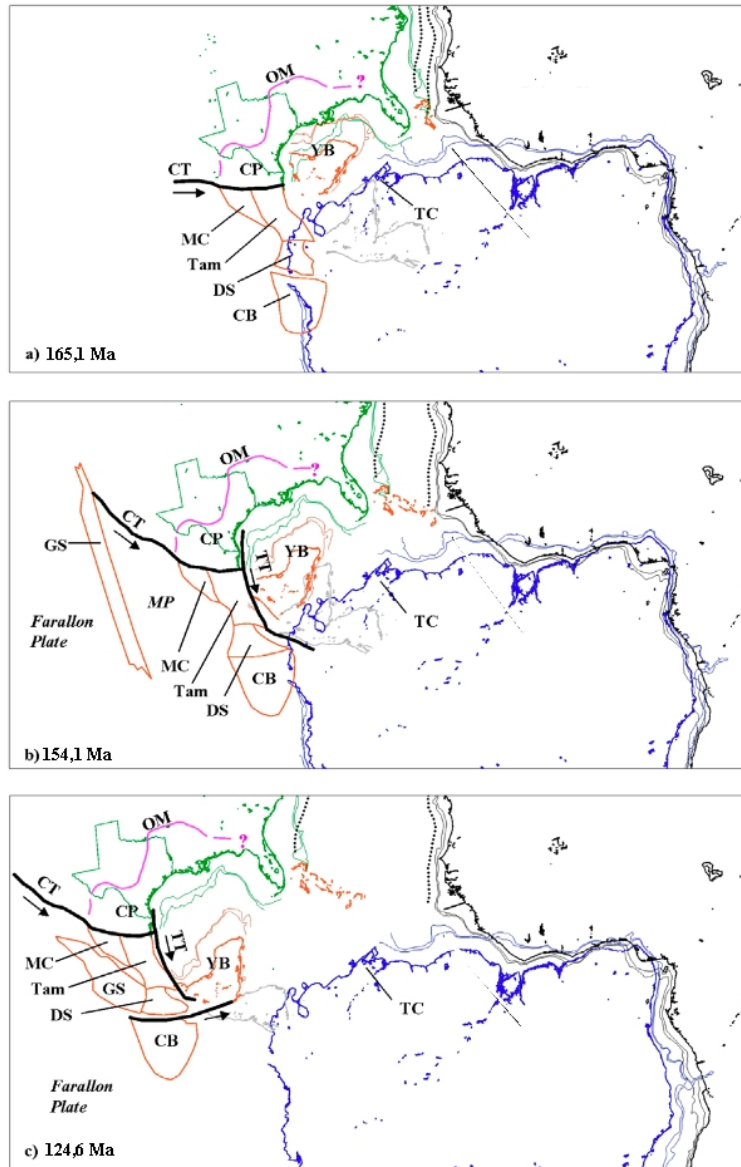 OM
?
YB
CT
CP
MC
TC
Tam
DS
CB
a) 165,1 Ma
OM
?
CT
CP
YB
GS
TT
MP
TC
Farallon
Plate
MC
Tam
DS
CB
b) 154,1 Ma
OM
?
CT
CP
TT
MC
YB
Tam
GS
TC
DS
CB
Farallon
Plate
c) 124,6 Ma